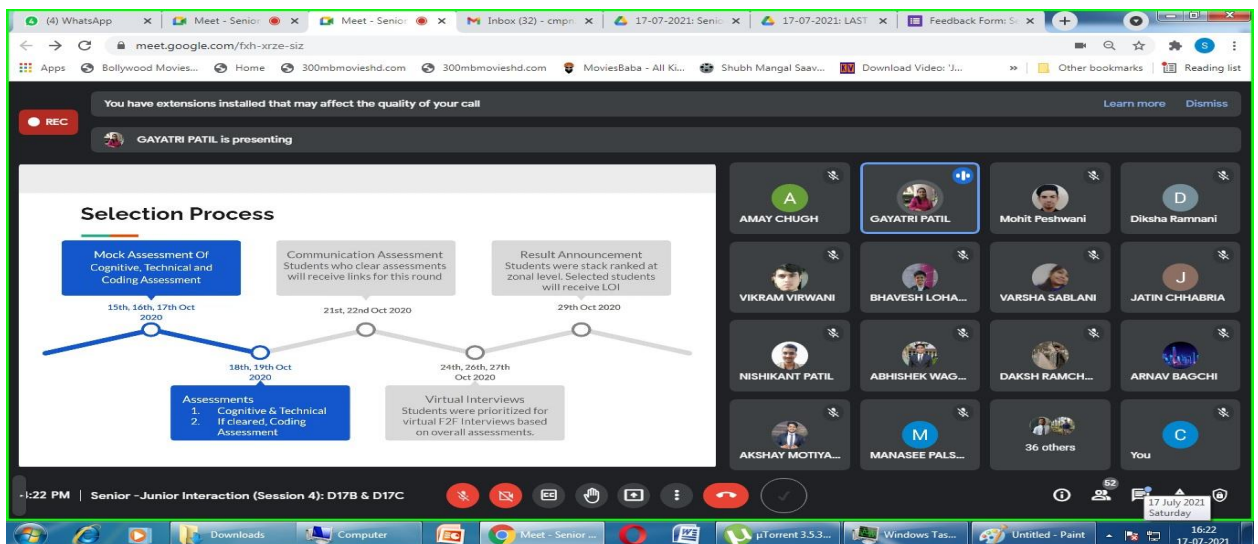 (4) WhatsApp
Meet - Senior
Meet - Senior
Inbox (32) - cmpn
17-07-2021: Senio
17-07-2021: LAST
Feedback Form: S
meet.google.com/fxh-xrze-siz
S
Apps
Bollywood Movies...
Home
300mbmovieshd.com
300mbmovieshd.com
MoviesBaba - All Ki...
Shubh Mangal Saav...
Download Video: 'J...
»
Other bookmarks
Reading list
You have extensions installed that may affect the quality of your call
Learn more
Dismiss
REC
GAYATRI PATIL is presenting
Selection Process
Mock Assessment Of
Cognitive, Technical and
Coding Assessment
15th, 16th, 17th Oct
2020
Communication Assessment
Students who clear assessments
will receive links for this round
21st, 22nd Oct 2020
Result Announcement
Students were stack ranked at
zonal level. Selected students
will receive LOI
29th Oct 2020
18th, 19th Oct
2020
Assessments
1. Cognitive & Technical
2. If cleared, Coding
Assessment
24th, 26th, 27th
Oct 2020
Virtual Interviews
Students were prioritized for
virtual F2F Interviews based
on overall assessments.
A
AMAY CHUGH
GAYATRI PATIL
Mohit Peshwani
D
Diksha Ramnani
VIKRAM VIRWANI
BHAVESH LOHA...
VARSHA SABLANI
J
JATIN CHHABRIA
NISHIKANT PATIL
ABHISHEK WAG...
DAKSH RAMCH...
ARNAV BAGCHI
AKSHAY MOTIYA...
M
MANASEE PALS...
36 others
C
You
:22 PM | Senior -Junior Interaction (Session 4): D17B & D17C
CC
52
17 July 2021
Saturday
Downloads
Computer
Meet - Senior ...
µTorrent 3.5.3...
Windows Tas...
Untitled - Paint
16:22
17-07-2021